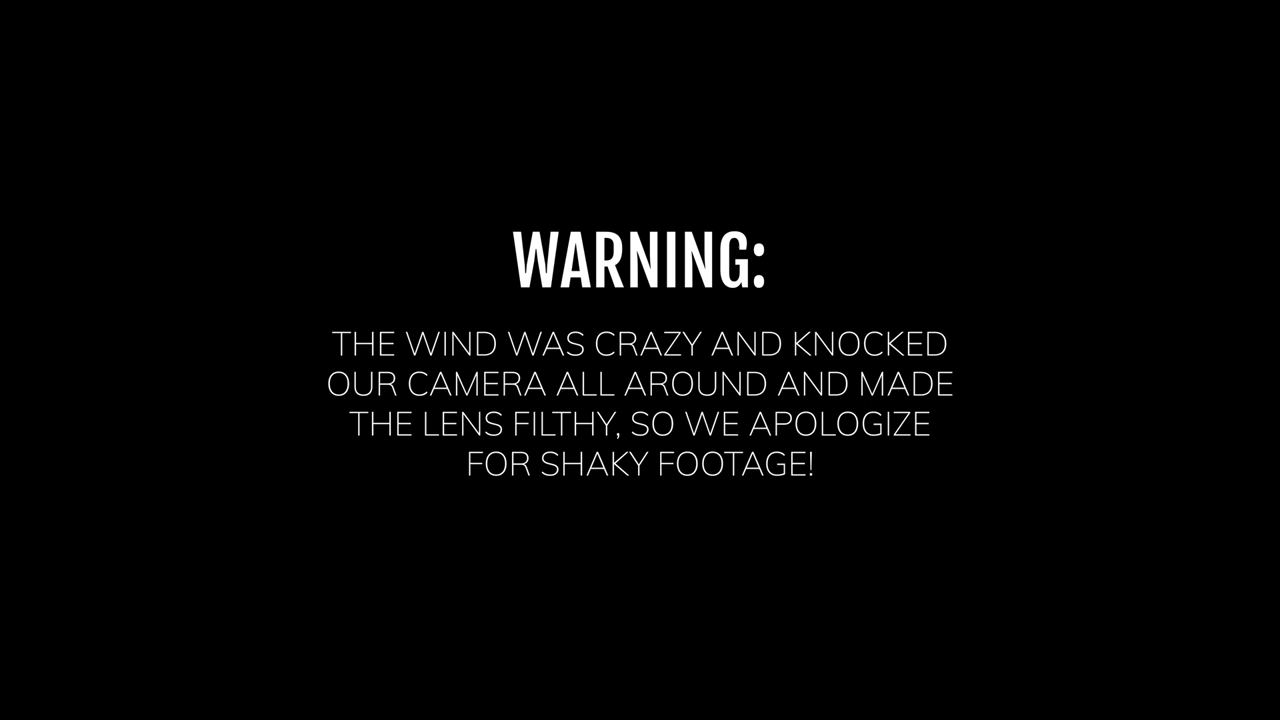 WARNING:
THE WIND WAS CRAZY AND KNOCKED
OUR CAMERA ALL AROUND AND MADE
THE LENS FILTHY, SO WE APOLOGIZE
FOR SHAKY FOOTAGE!